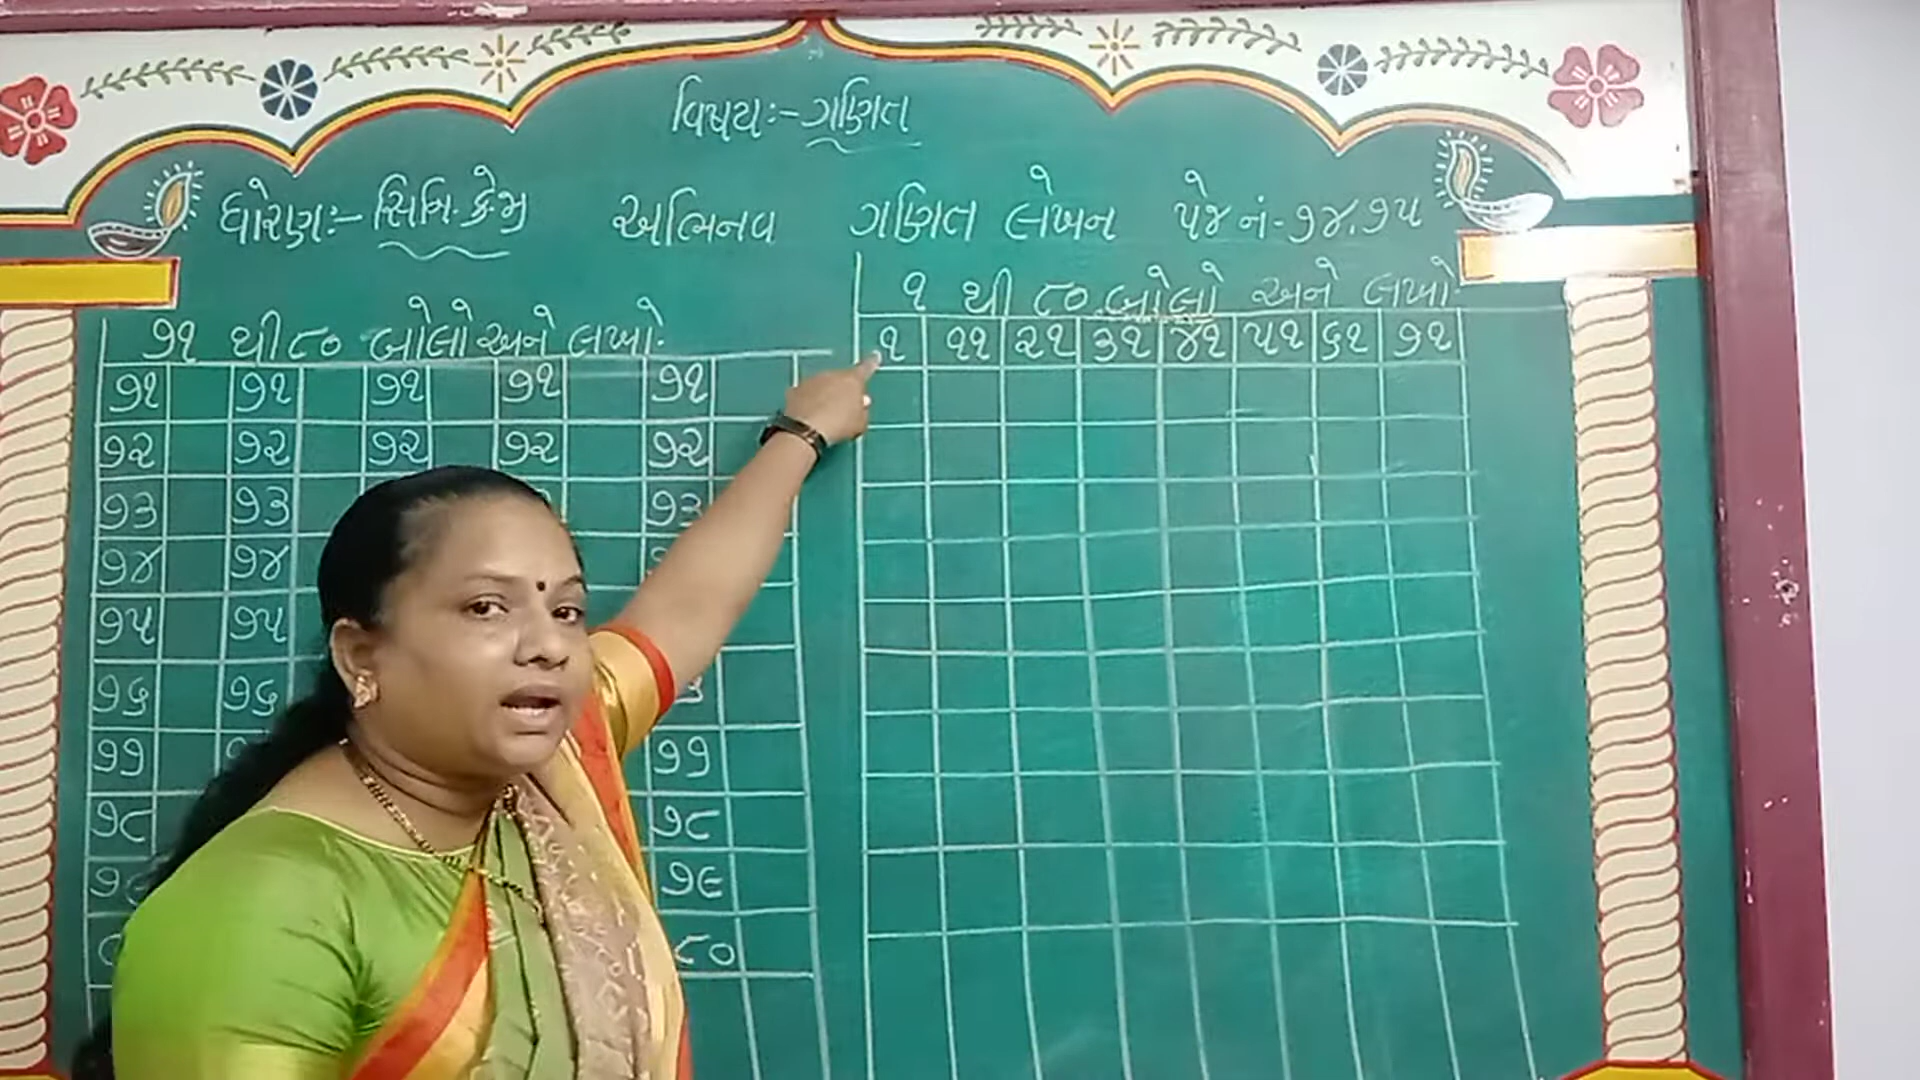 વિષય:- ગણિત
ધોરણ:- સિનિ. કે.જી અભિનવ ગણિત લેખન પેજ નં - ૭૪, ૭૫
૭૧ થી ૮૦ બોલો અને લખો.
૭૧ ૭૧ ૭૧ ૭૧ ૭૧
૭૨ ૭૨ ૭૨ ૭૨ ૭૨
૭૩ ૭૩ ૭૩
૭૪ ૭૪
૭૫ ૭૫
૭૬ ૭૬
૭૭ ૭૭
૭૮ ૭૮
૭૯ ૭૯
૮૦
૧ થી ૮૦ બોલો અને લખો.
૧ ૧૧ ૨૧ ૩૧ ૪૧ ૫૧ ૬૧ ૭૧